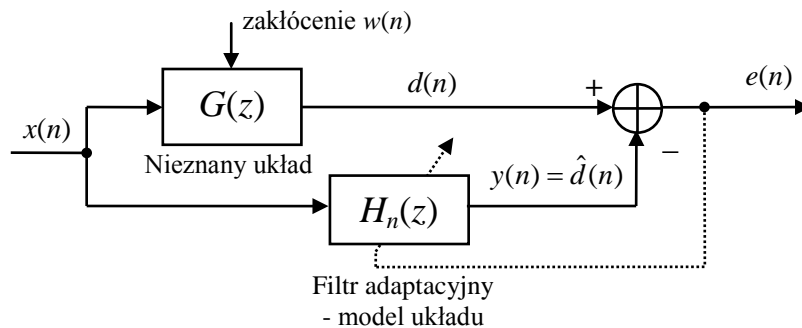 zakłócenie w(n)
G(z)
d(n)
+
e(n)
x(n)
Nieznany układ
−
y(n) = d̂(n)
Hₙ(z)
Filtr adaptacyjny
- model układu